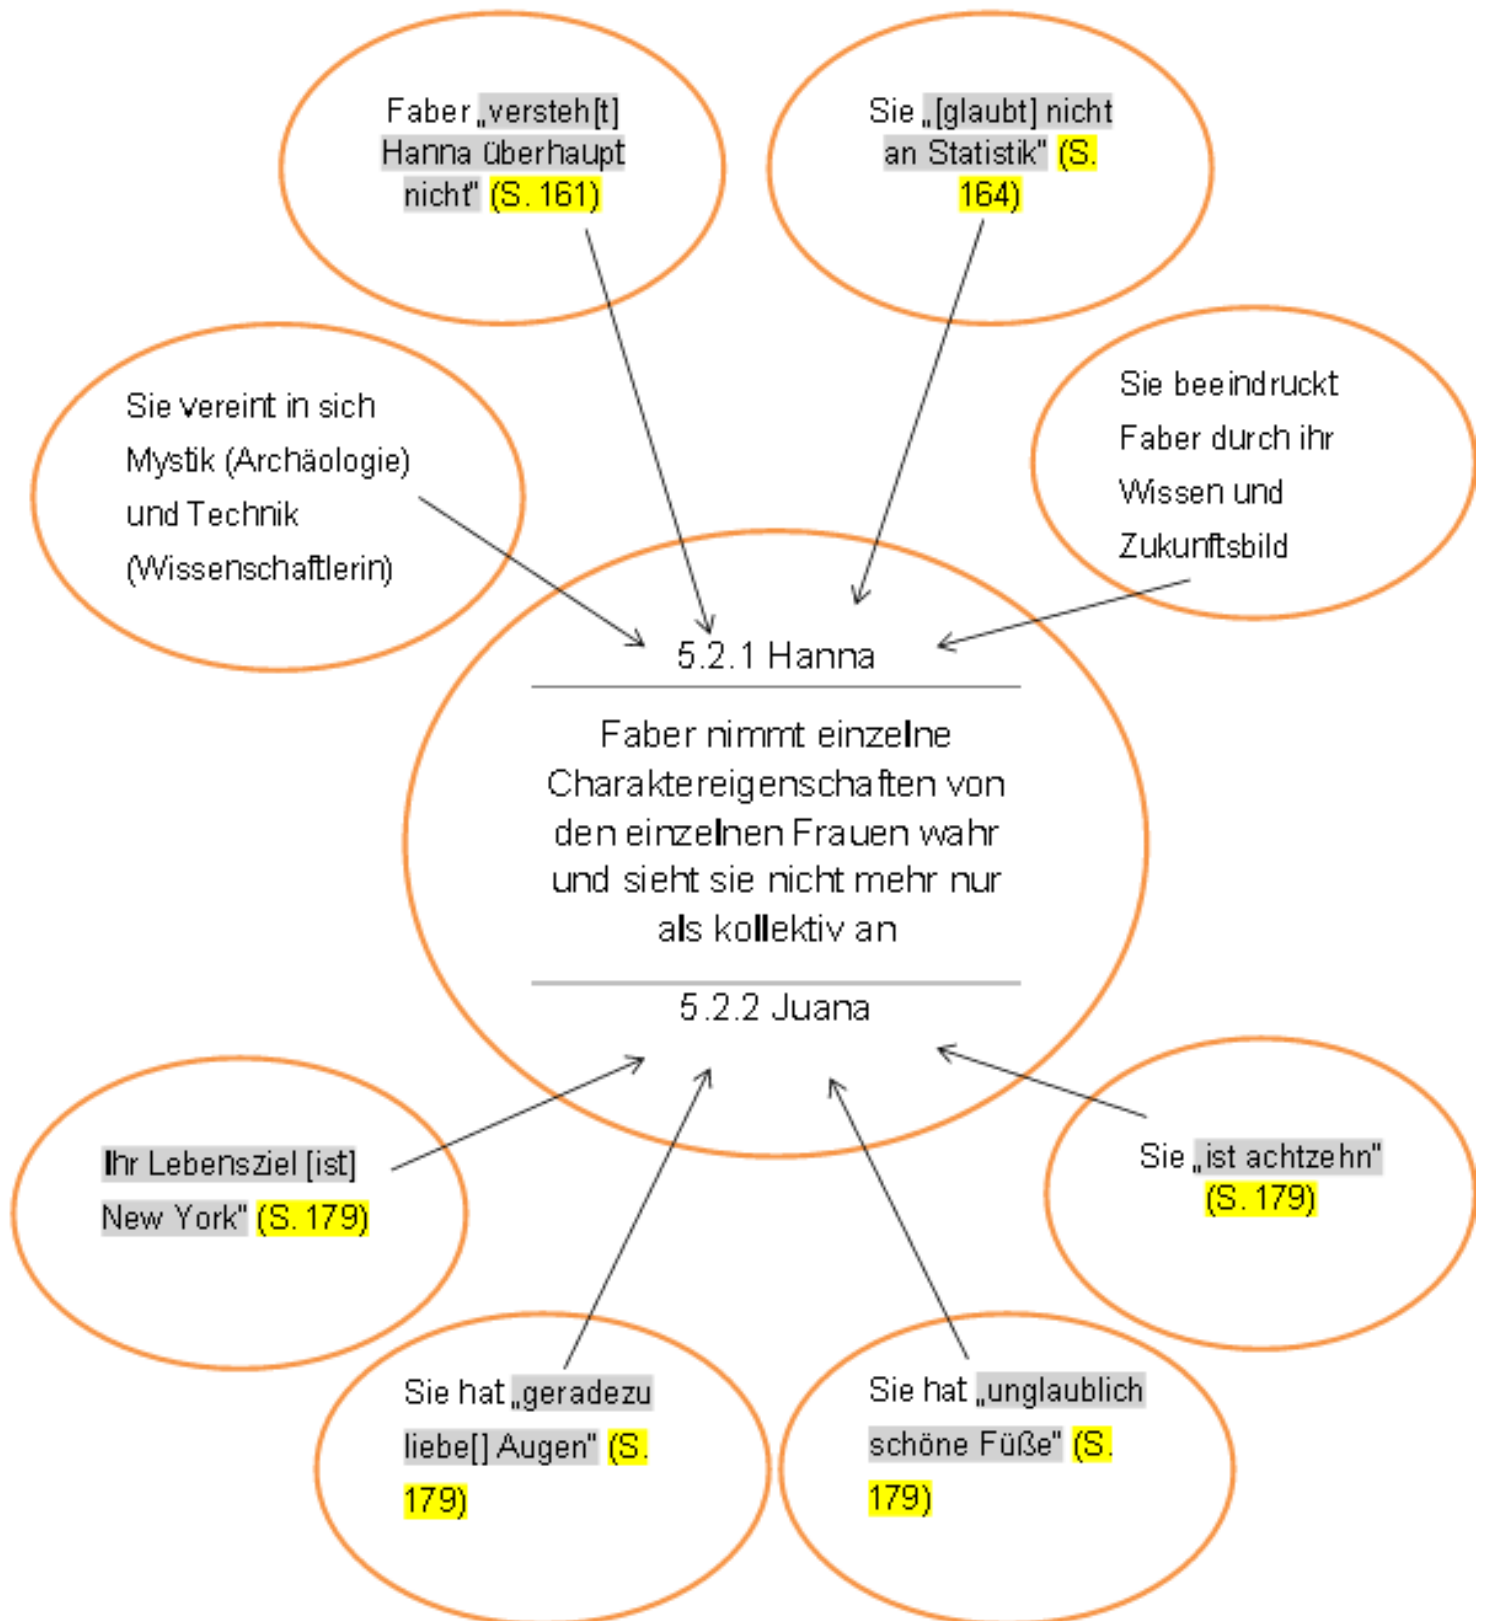 Faber „versteh[t]
Hanna überhaupt
nicht" (S. 161)
Sie „[glaubt] nicht
an Statistik" (S.
164)
Sie vereint in sich
Mystik (Archäologie)
und Technik
(Wissenschaftlerin)
Sie beeindruckt
Faber durch ihr
Wissen und
Zukunftsbild
5.2.1 Hanna
Faber nimmt einzelne
Charaktereigenschaften von
den einzelnen Frauen wahr
und sieht sie nicht mehr nur
als kollektiv an
5.2.2 Juana
Ihr Lebensziel [ist]
New York" (S. 179)
Sie „ist achtzehn"
(S. 179)
Sie hat „geradezu
liebe[] Augen" (S.
179)
Sie hat „unglaublich
schöne Füße" (S.
179)